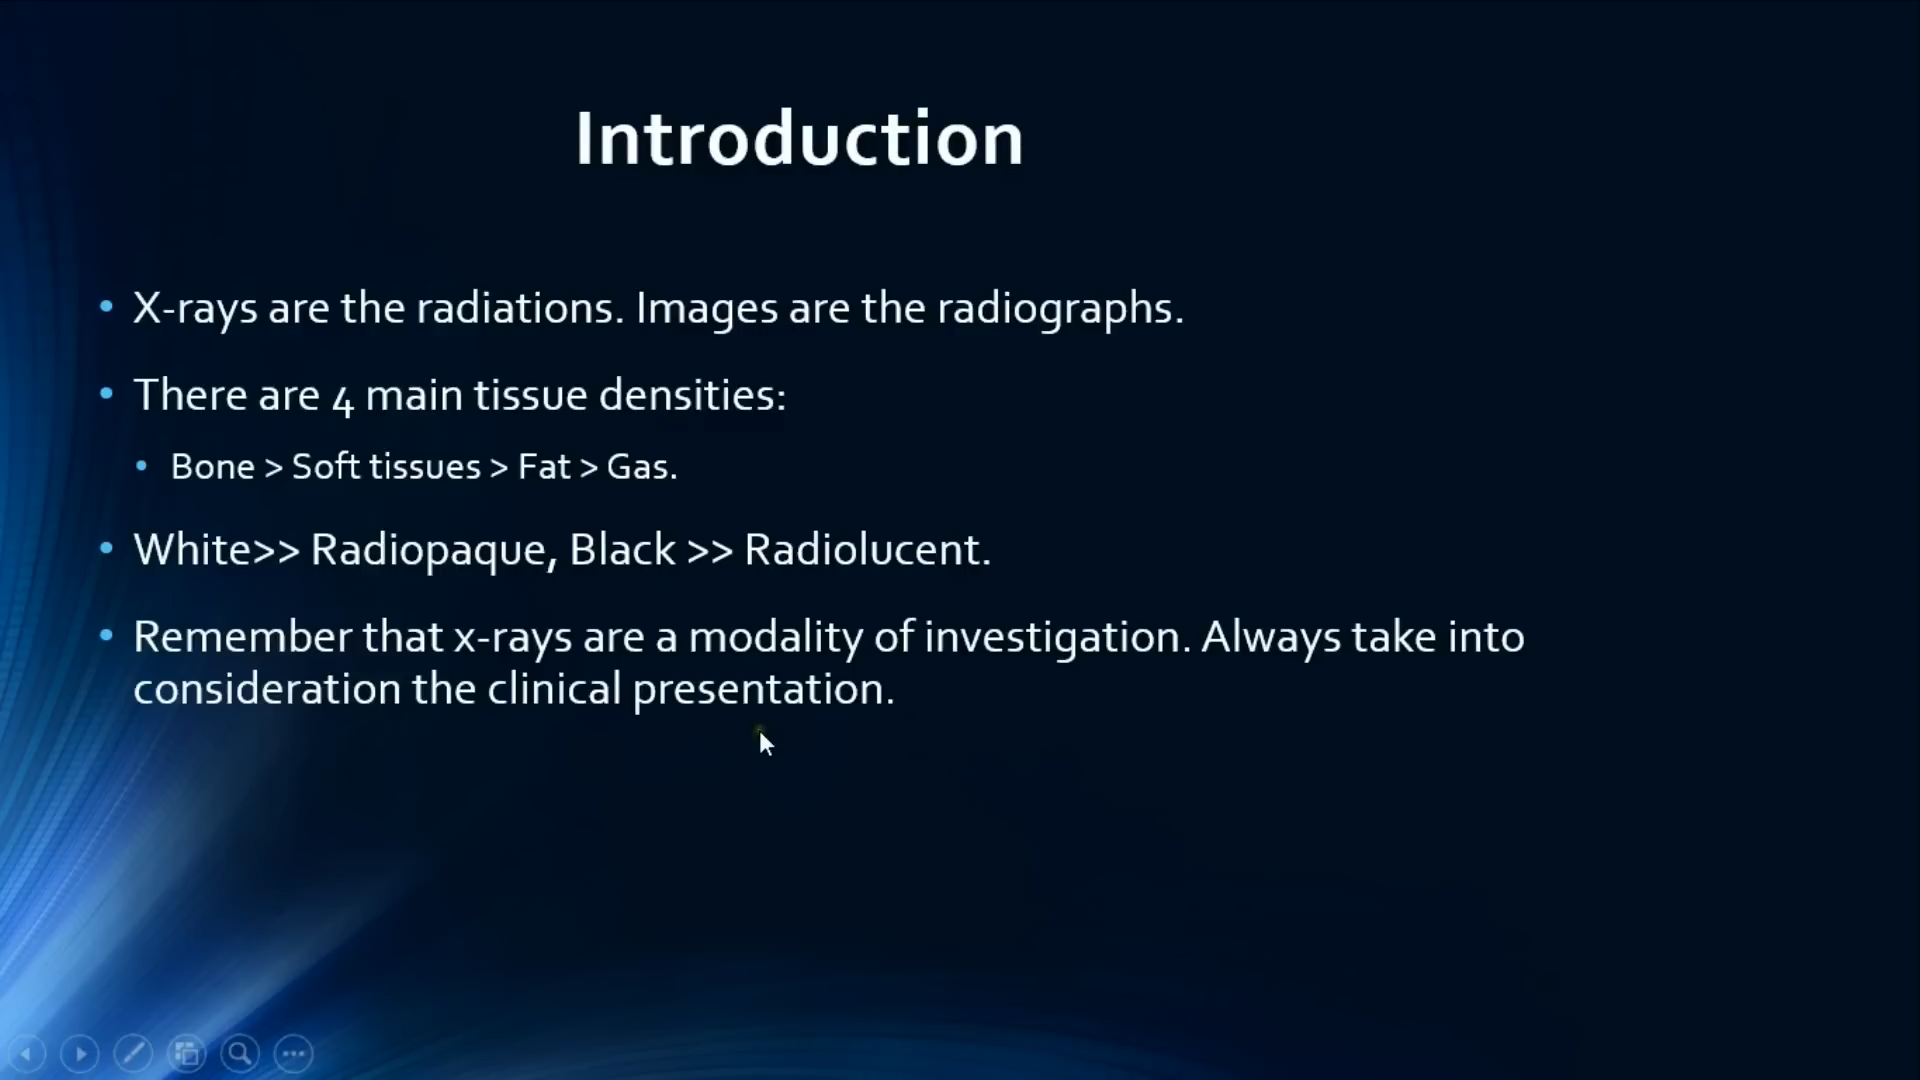 Introduction
• X-rays are the radiations. Images are the radiographs.
• There are 4 main tissue densities:
• Bone > Soft tissues > Fat > Gas.
• White>> Radiopaque, Black >> Radiolucent.
• Remember that x-rays are a modality of investigation. Always take into
consideration the clinical presentation.